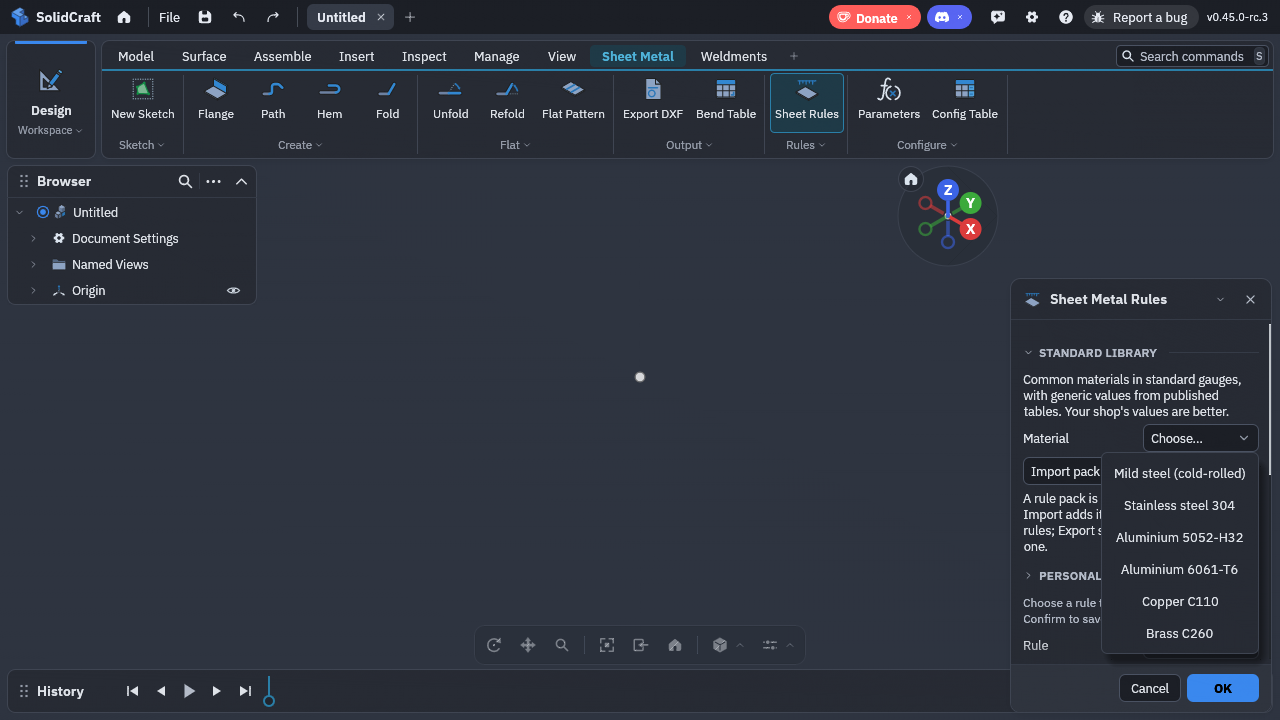 SolidCraft
File
Untitled
Donate
Report a bug
v0.45.0-rc.3
Design
Workspace
Model
Surface
Assemble
Insert
Inspect
Manage
View
Sheet Metal
Weldments
Search commands
S
New Sketch
Flange
Path
Hem
Fold
Unfold
Refold
Flat Pattern
Export DXF
Bend Table
Sheet Rules
Parameters
Config Table
Sketch
Create
Flat
Output
Rules
Configure
Browser
Untitled
Document Settings
Named Views
Origin
Z
Y
X
Sheet Metal Rules
STANDARD LIBRARY
Common materials in standard gauges,
with generic values from published
tables. Your shop's values are better.
Material
Choose...
Import pack
A rule pack is
Import adds
rules; Export
one.
PERSONAL
Choose a rule
Confirm to
Rule
Mild steel (cold-rolled)
Stainless steel 304
Aluminium 5052-H32
Aluminium 6061-T6
Copper C110
Brass C260
Cancel
OK
History